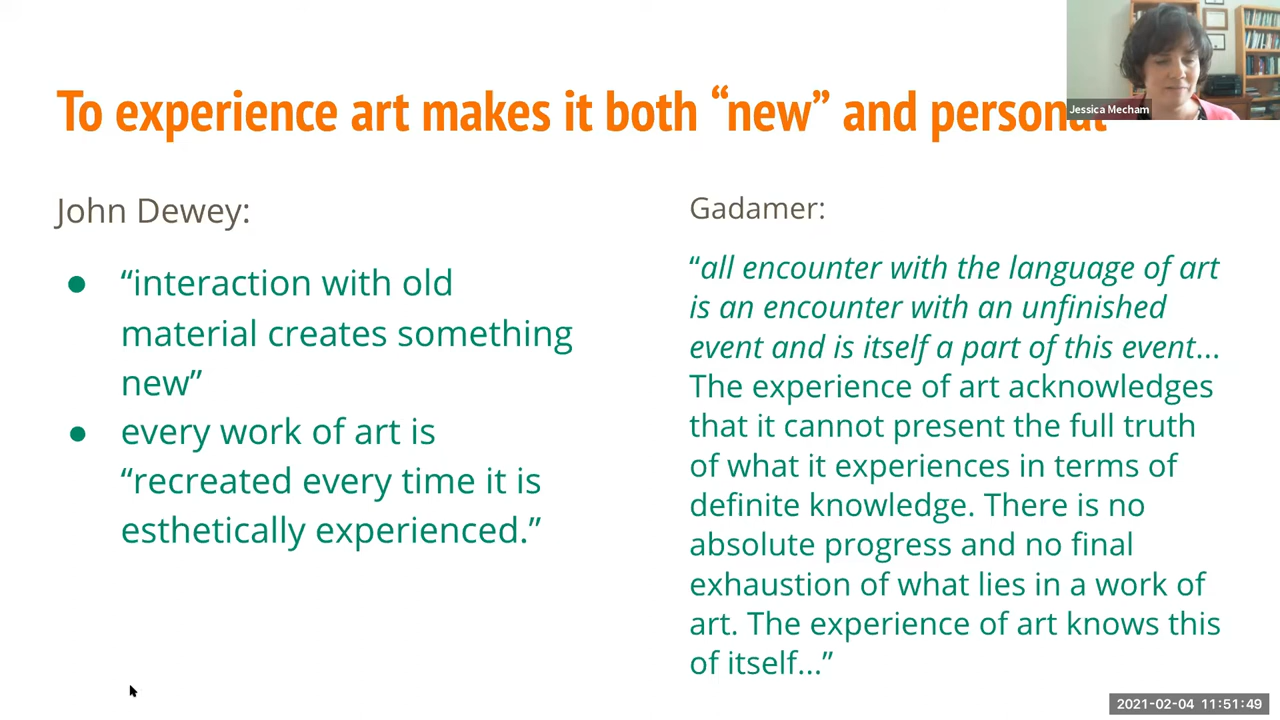 To experience art makes it both “new” and personal
Jessica Mecham
John Dewey:
● “interaction with old
material creates something
new”
● every work of art is
“recreated every time it is
esthetically experienced.”
Gadamer:
“all encounter with the language of art
is an encounter with an unfinished
event and is itself a part of this event...
The experience of art acknowledges
that it cannot present the full truth
of what it experiences in terms of
definite knowledge. There is no
absolute progress and no final
exhaustion of what lies in a work of
art. The experience of art knows this
of itself...”
2021-02-04 11:51:49